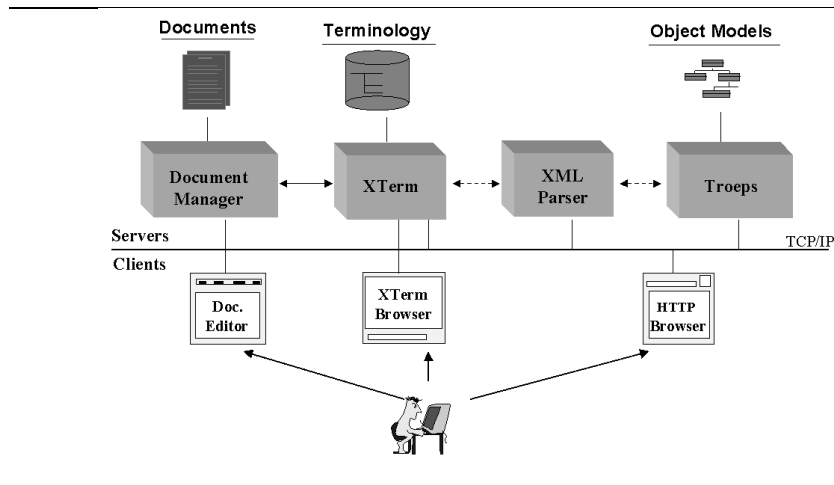 Documents
Terminology
Object Models
Document
Manager
XTerm
XML
Parser
Troeps
Servers
TCP/IP
Clients
Doc.
Editor
XTerm
Browser
HTTP
Browser